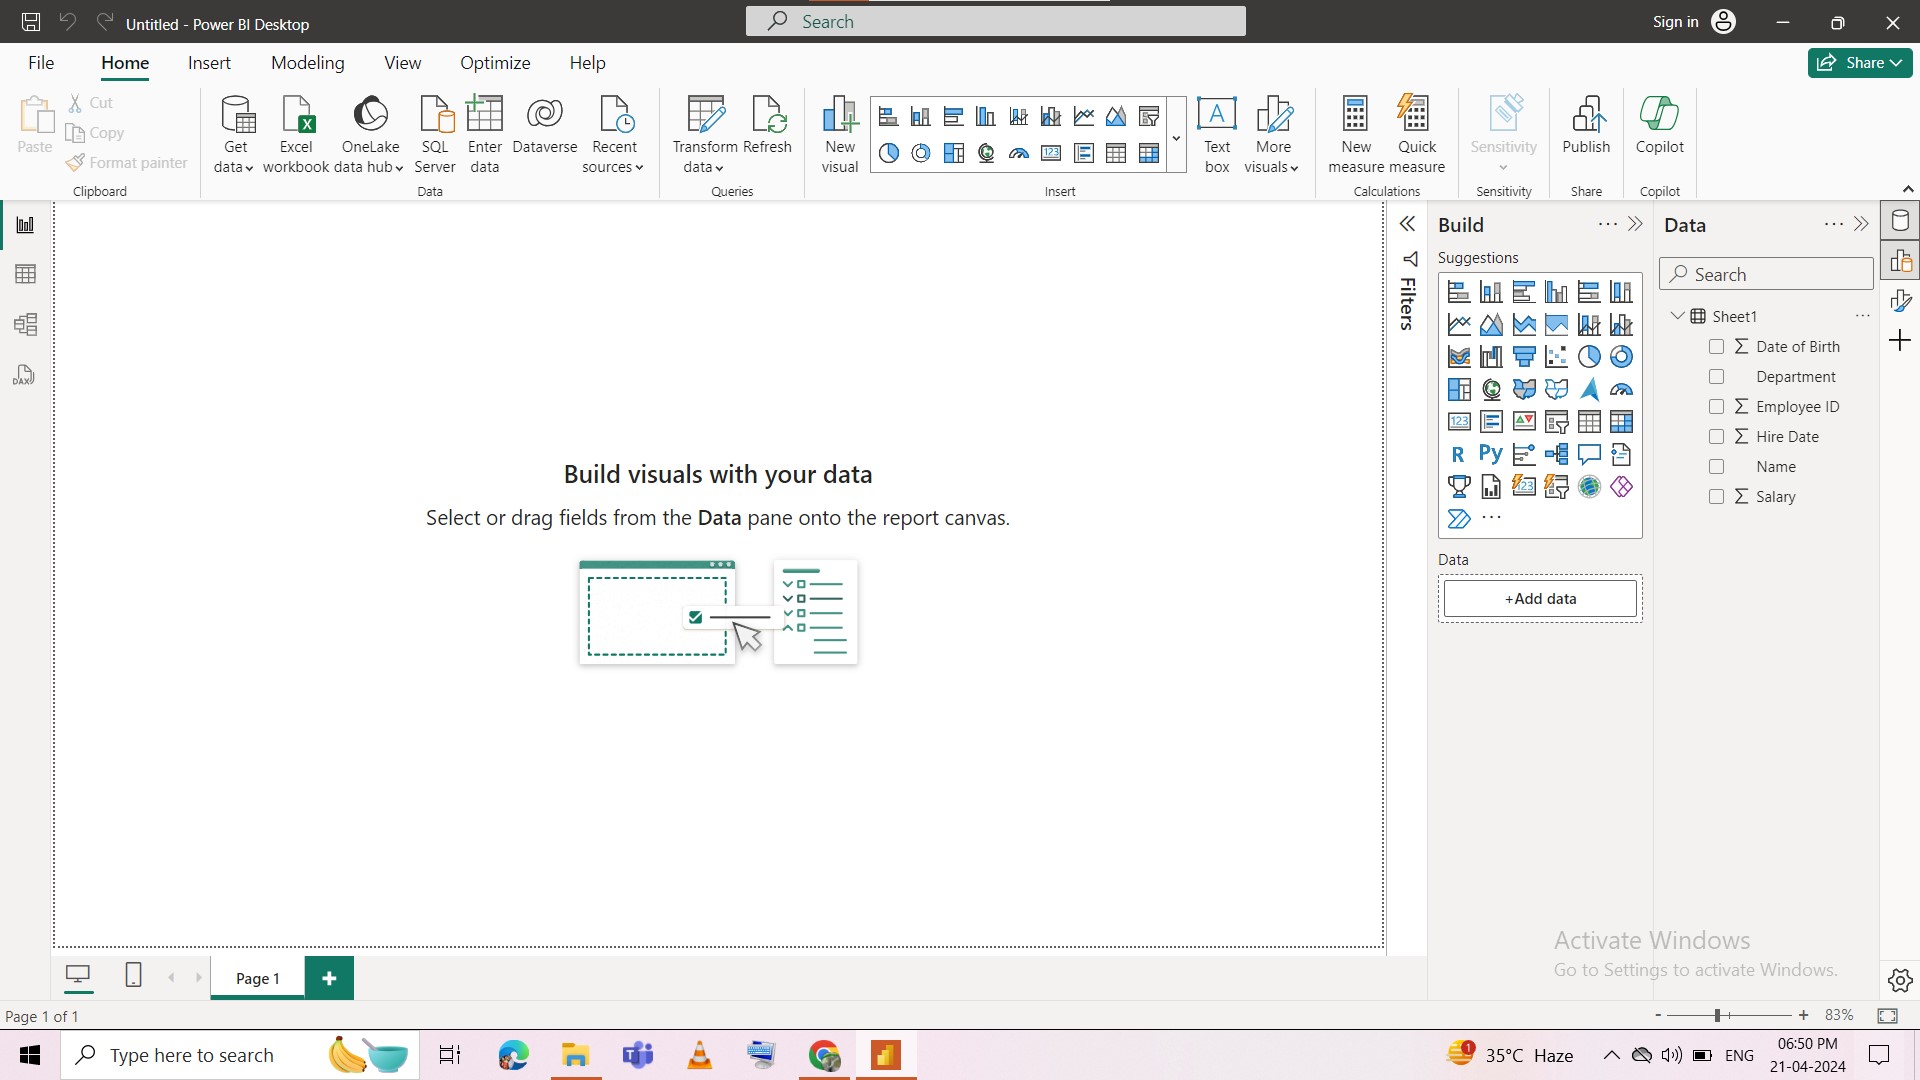 Untitled - Power BI Desktop
Search
Sign in
File
Home
Insert
Modeling
View
Optimize
Help
Share
Paste
Cut
Copy
Format painter
Clipboard
Get data
Excel workbook
OneLake data hub
SQL Server
Enter data
Dataverse
Recent sources
Data
Transform data
Refresh
Queries
New visual
Insert
A
Text box
More visuals
New measure
Quick measure
Calculations
Sensitivity
Sensitivity
Publish
Share
Copilot
Copilot
DAX
Build visuals with your data
Select or drag fields from the Data pane onto the report canvas.
Filters
Build
Suggestions
123
R
Py
123
Data
+Add data
Data
Search
Sheet1
Σ Date of Birth
Department
Σ Employee ID
Σ Hire Date
Name
Σ Salary
Activate Windows
Go to Settings to activate Windows.
Page 1
Page 1 of 1
- + 83%
Type here to search
1
35°C Haze
ENG
06:50 PM
21-04-2024